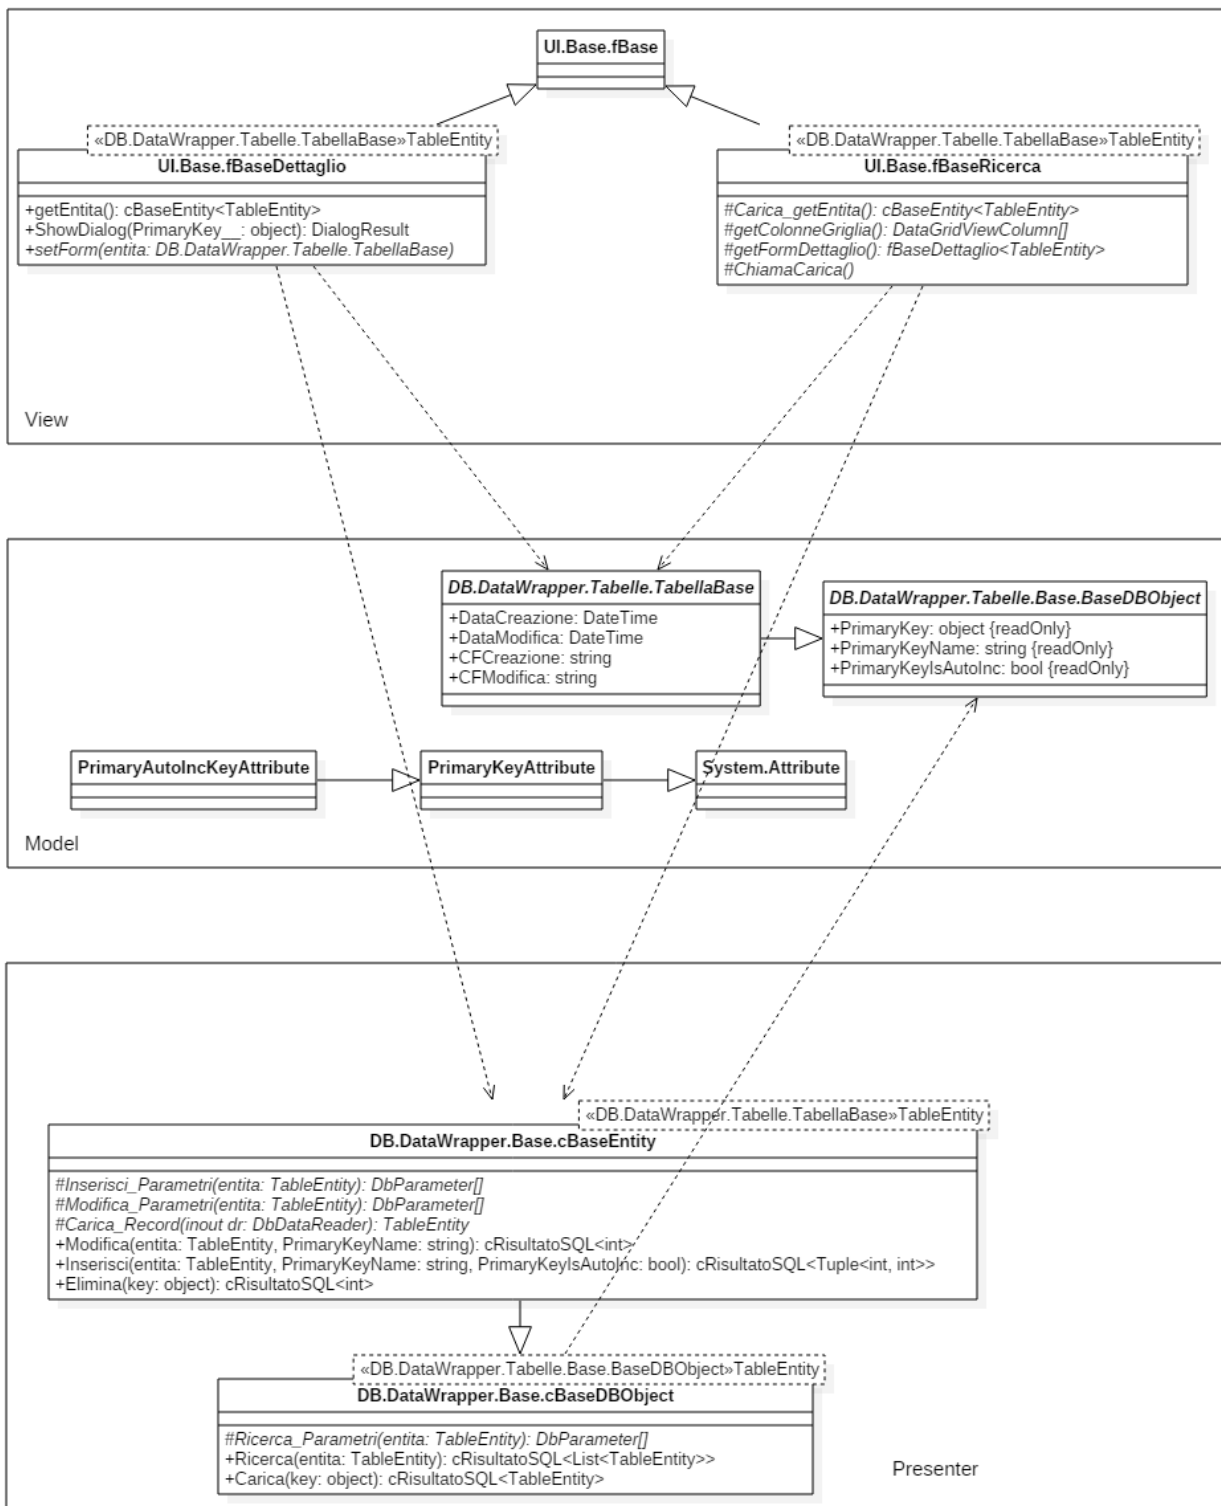 UI.Base.fBase
«DB.DataWrapper.Tabelle.TabellaBase»TableEntity
UI.Base.fBaseDettaglio
+getEntita(): cBaseEntity<TableEntity>
+ShowDialog(PrimaryKey__: object): DialogResult
+setForm(entita: DB.DataWrapper.Tabelle.TabellaBase)
«DB.DataWrapper.Tabelle.TabellaBase»TableEntity
UI.Base.fBaseRicerca
#Carica_getEntita(): cBaseEntity<TableEntity>
#getColonneGriglia(): DataGridViewColumn[]
#getFormDettaglio(): fBaseDettaglio<TableEntity>
#ChiamaCarica()
View
DB.DataWrapper.Tabelle.TabellaBase
+DataCreazione: DateTime
+DataModifica: DateTime
+CFCreazione: string
+CFModifica: string
DB.DataWrapper.Tabelle.Base.BaseDBObject
+PrimaryKey: object {readOnly}
+PrimaryKeyName: string {readOnly}
+PrimaryKeyIsAutoInc: bool {readOnly}
PrimaryAutoIncKeyAttribute
PrimaryKeyAttribute
System.Attribute
Model
«DB.DataWrapper.Tabelle.TabellaBase»TableEntity
DB.DataWrapper.Base.cBaseEntity
#Inserisci_Parametri(entita: TableEntity): DbParameter[]
#Modifica_Parametri(entita: TableEntity): DbParameter[]
#Carica_Record(inout dr: DbDataReader): TableEntity
+Modifica(entita: TableEntity, PrimaryKeyName: string): cRisultatoSQL<int>
+Inserisci(entita: TableEntity, PrimaryKeyName: string, PrimaryKeyIsAutoInc: bool): cRisultatoSQL<Tuple<int, int>>
+Elimina(key: object): cRisultatoSQL<int>
«DB.DataWrapper.Tabelle.Base.BaseDBObject»TableEntity
DB.DataWrapper.Base.cBaseDBObject
#Ricerca_Parametri(entita: TableEntity): DbParameter[]
+Ricerca(entita: TableEntity): cRisultatoSQL<List<TableEntity>>
+Carica(key: object): cRisultatoSQL<TableEntity>
Presenter